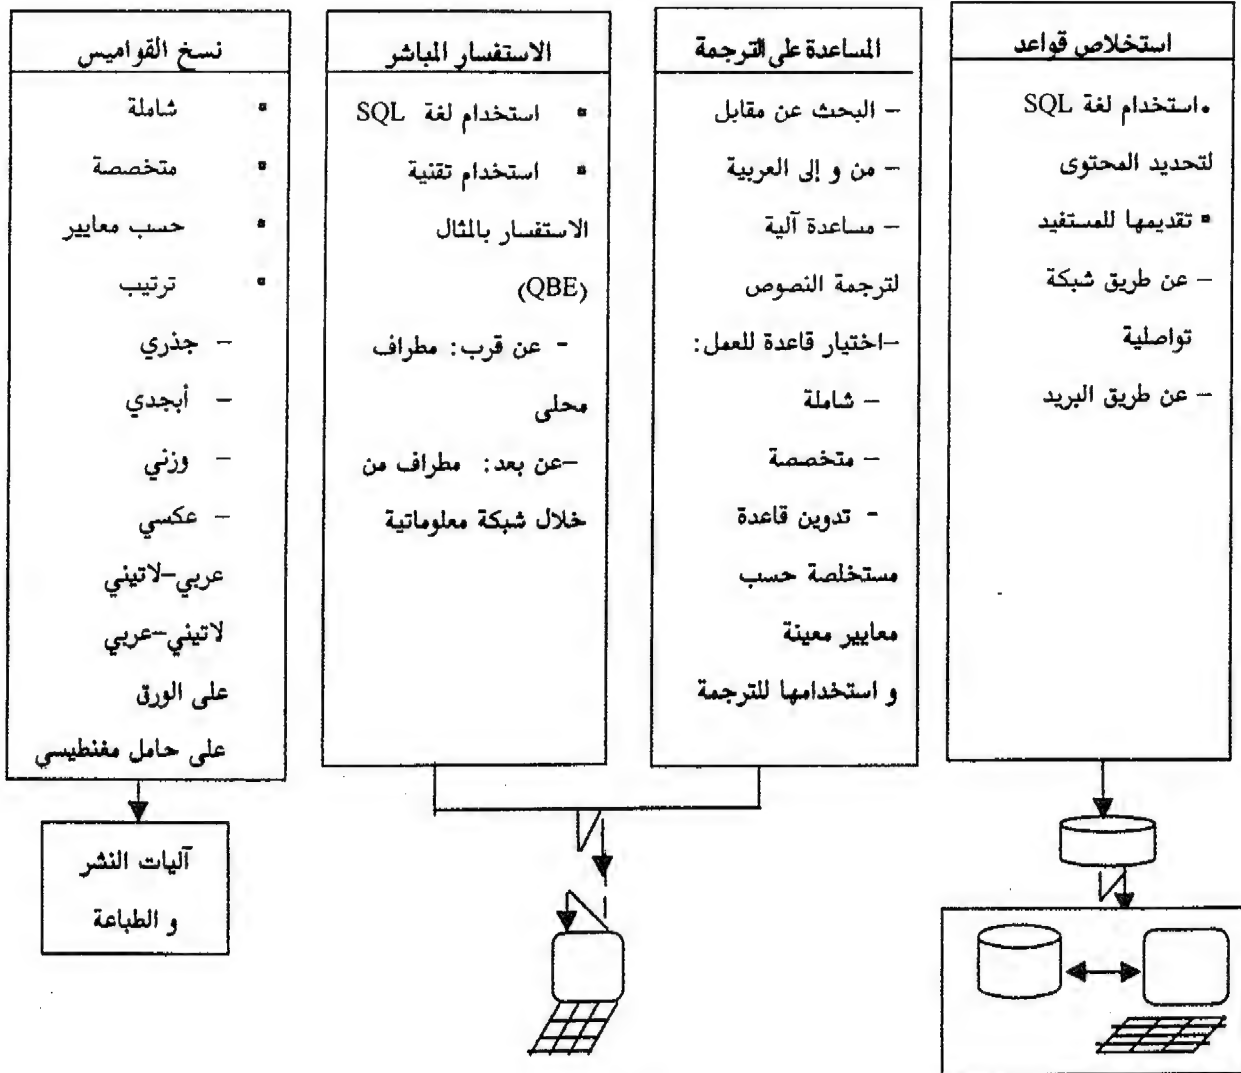 استخلاص قواعد
• استخدام لغة SQL
لتحديد المحتوى
▪ تقديمها للمستفيد
– عن طريق شبكة
تواصلية
– عن طريق البريد
المساعدة على الترجمة
– البحث عن مقابل
– من و إلى العربية
– مساعدة آلية
لترجمة النصوص
–اختيار قاعدة للعمل:
– شاملة
– متخصصة
- تدوين قاعدة
مستخلصة حسب
معايير معينة
و استخدامها للترجمة
الاستفسار المباشر
▪ استخدام لغة SQL
▪ استخدام تقنية
الاستفسار بالمثال
(QBE)
- عن قرب: مطراف
محلى
–عن بعد: مطراف من
خلال شبكة معلوماتية
نسخ القواميس
▪ شاملة
▪ متخصصة
▪ حسب معايير
▪ ترتيب
– جذري
– أبجدي
– وزني
– عكسي
عربي–لاتيني
لاتيني–عربي
على الورق
على حامل مغنطيسي
آليات النشر
و الطباعة